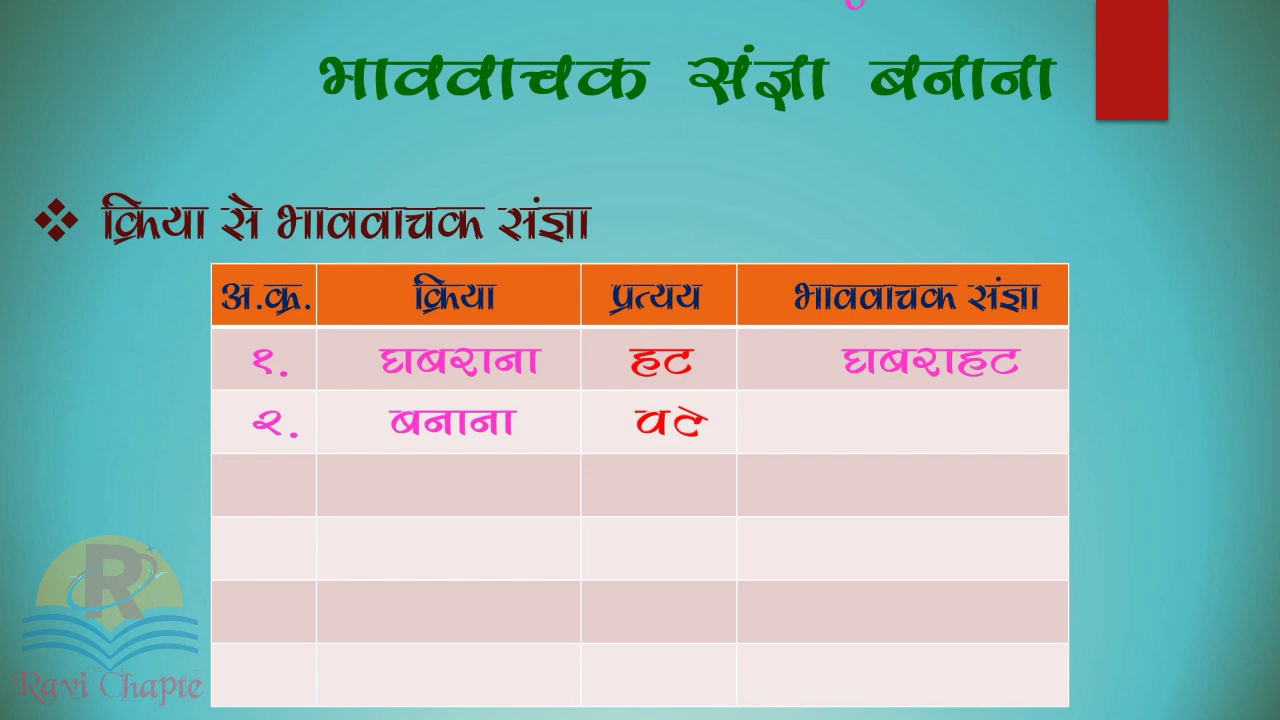 भाववाचक संज्ञा बनाना
❖ क्रिया से भाववाचक संज्ञा
अ.क्र. क्रिया प्रत्यय भाववाचक संज्ञा
१. घबराना हट घबराहट
२. बनाना वट
Ravi Chapte